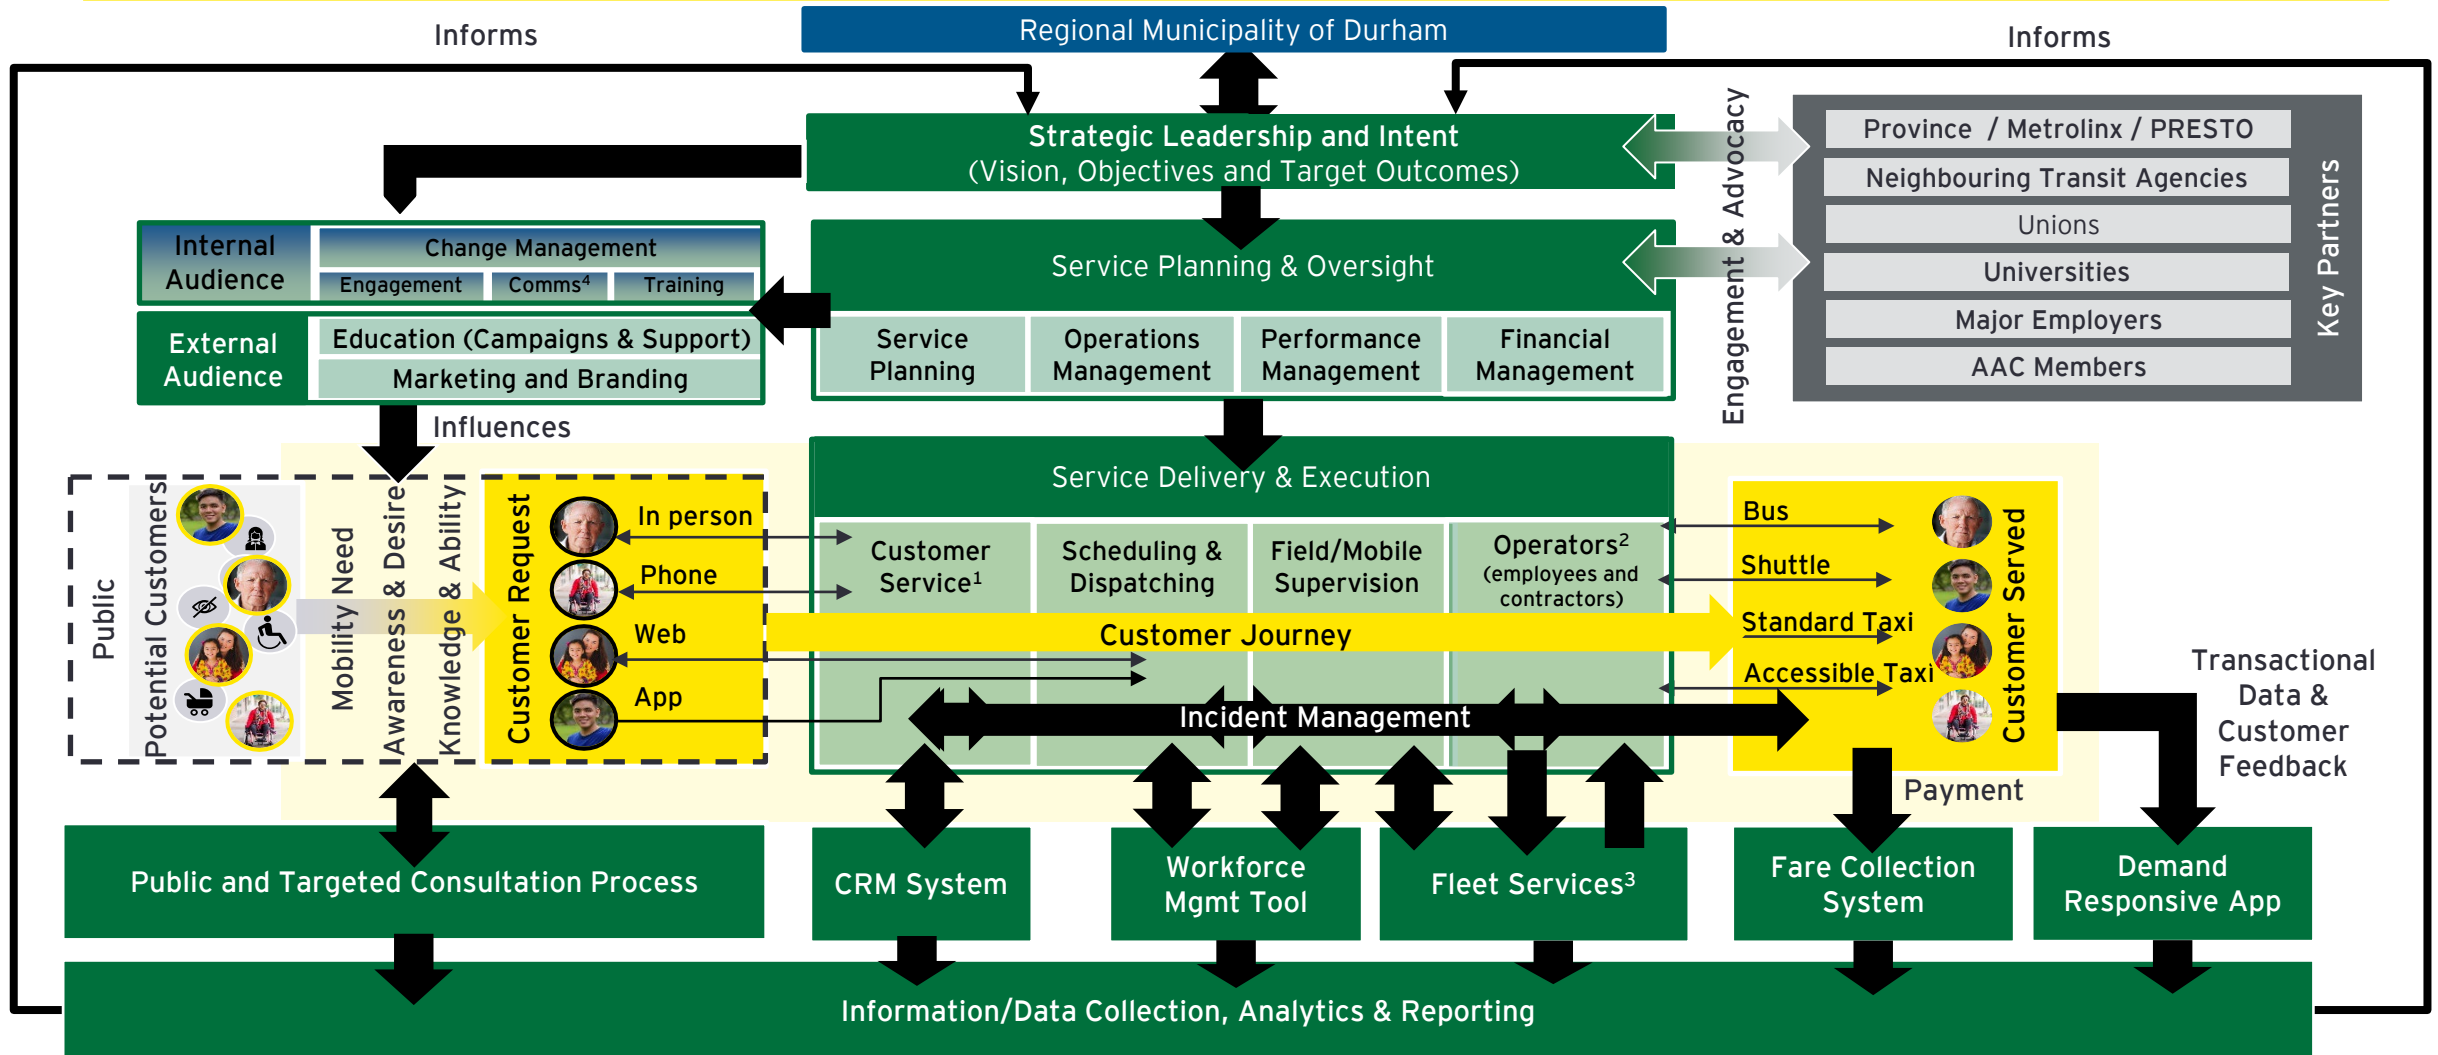 Informs
Regional Municipality of Durham
Informs
Strategic Leadership and Intent
(Vision, Objectives and Target Outcomes)
Engagement & Advocacy
Province / Metrolinx / PRESTO
Neighbouring Transit Agencies
Unions
Universities
Major Employers
AAC Members
Key Partners
Internal
Audience
Change Management
Engagement
Comms⁴
Training
External
Audience
Education (Campaigns & Support)
Marketing and Branding
Service Planning & Oversight
Service
Planning
Operations
Management
Performance
Management
Financial
Management
Influences
Public
Potential Customers
Mobility Need
Awareness & Desire
Knowledge & Ability
Customer Request
In person
Phone
Web
App
Service Delivery & Execution
Customer
Service¹
Scheduling &
Dispatching
Field/Mobile
Supervision
Operators²
(employees and
contractors)
Customer Journey
Incident Management
Bus
Shuttle
Standard Taxi
Accessible Taxi
Customer Served
Transactional
Data &
Customer
Feedback
Payment
Public and Targeted Consultation Process
CRM System
Workforce
Mgmt Tool
Fleet Services³
Fare Collection
System
Demand
Responsive App
Information/Data Collection, Analytics & Reporting